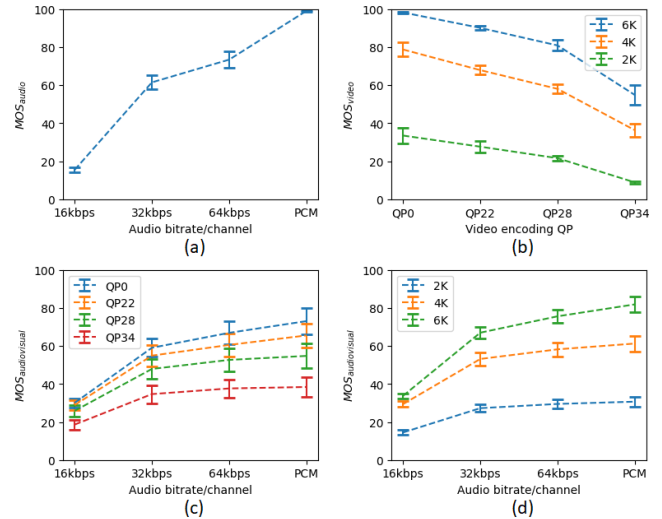 100
80
60
40
20
0
MOS_audio
16kbps 32kbps 64kbps PCM
Audio bitrate/channel
(a)
100
80
60
40
20
0
MOS_video
6K
4K
2K
QP0 QP22 QP28 QP34
Video encoding QP
(b)
100
80
60
40
20
0
MOS_audiovisual
QP0
QP22
QP28
QP34
16kbps 32kbps 64kbps PCM
Audio bitrate/channel
(c)
100
80
60
40
20
0
MOS_audiovisual
2K
4K
6K
16kbps 32kbps 64kbps PCM
Audio bitrate/channel
(d)